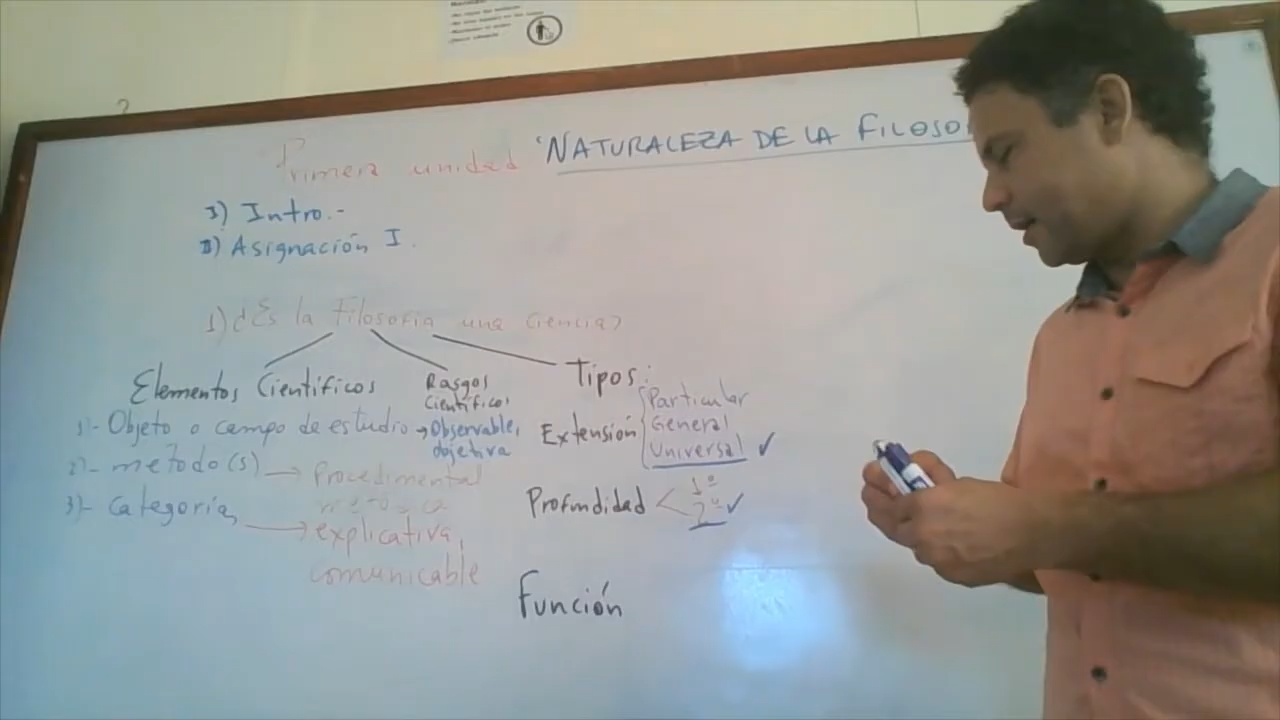 Primera unidad "NATURALEZA DE LA FILOSO
I) Intro.-
II) Asignación I.
1) ¿Es la Filosofía una Ciencia?
Elementos Científicos
1- Objeto o campo de estudio
2- metodo(s)
3- Categorías
Rasgos
Científicos
Observable,
objetiva
Procedimental
metódica
explicativa,
comunicable
Tipos:
Extensión
Particular
General
Universal ✓
Profundidad
1º
2º ✓
Función